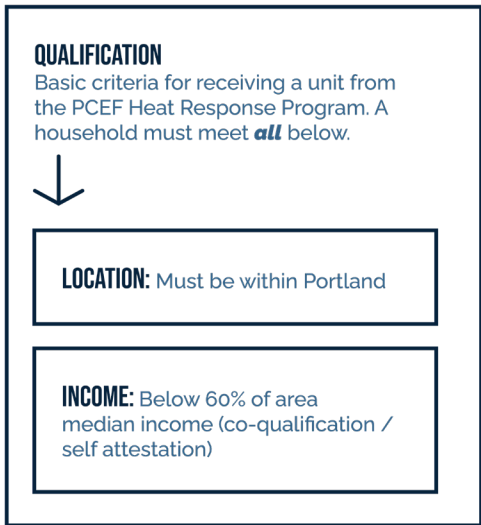 QUALIFICATION
Basic criteria for receiving a unit from
the PCEF Heat Response Program. A
household must meet all below.
LOCATION: Must be within Portland
INCOME: Below 60% of area
median income (co-qualification /
self attestation)